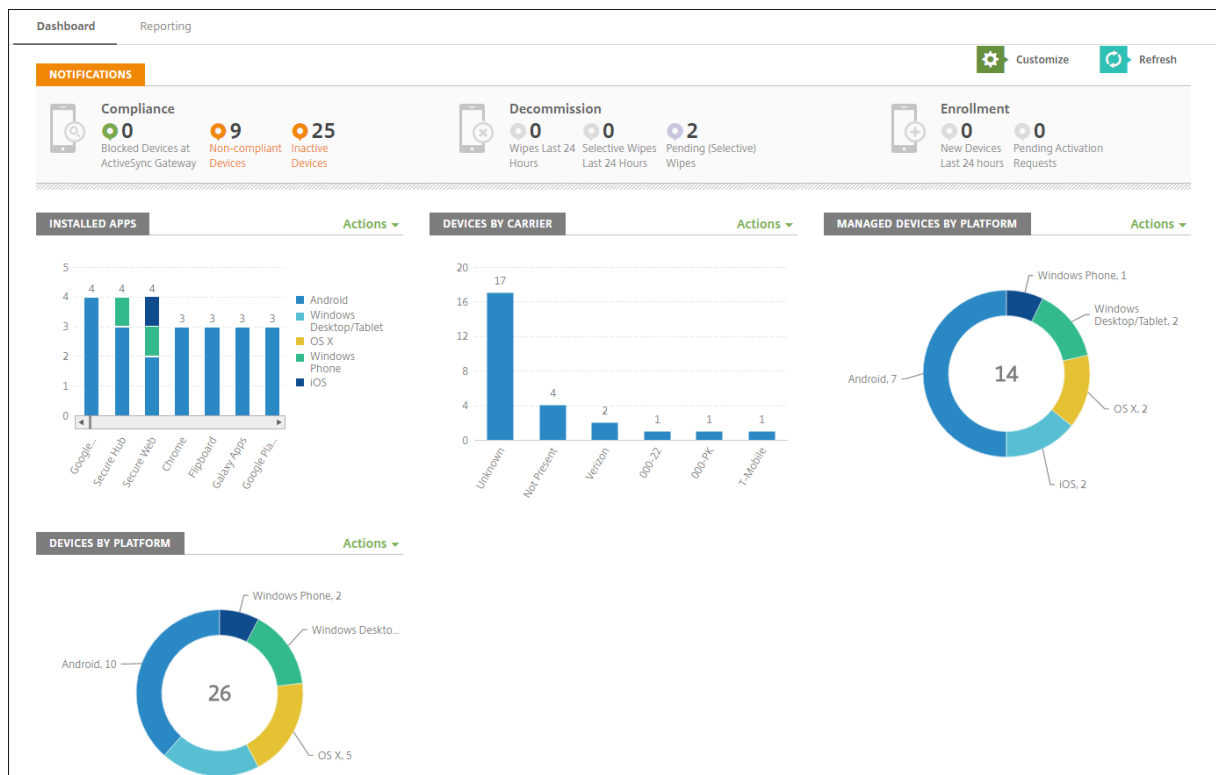 Dashboard
Reporting
Customize
Refresh
NOTIFICATIONS
Compliance
0
Blocked Devices at
ActiveSync Gateway
9
Non-compliant
Devices
25
Inactive
Devices
Decommission
0
Wipes Last 24
Hours
0
Selective Wipes
Last 24 Hours
2
Pending (Selective)
Wipes
Enrollment
0
New Devices
Last 24 hours
0
Pending Activation
Requests
INSTALLED APPS
Actions
5
4
3
2
1
0
4
4
4
3
3
3
3
Google...
Secure Hub
Secure Web
Chrome
Flipboard
Galaxy Apps
Google Pla...
Android
Windows
Desktop/Tablet
OS X
Windows
Phone
iOS
DEVICES BY CARRIER
Actions
20
16
12
8
4
0
17
4
2
1
1
1
Unknown
Not Present
Verizon
000-22
000-PK
T-Mobile
MANAGED DEVICES BY PLATFORM
Actions
Windows Phone, 1
Windows
Desktop/Tablet, 2
Android, 7
14
OS X, 2
iOS, 2
DEVICES BY PLATFORM
Actions
Windows Phone, 2
Windows Deskto...
Android, 10
26
OS X, 5